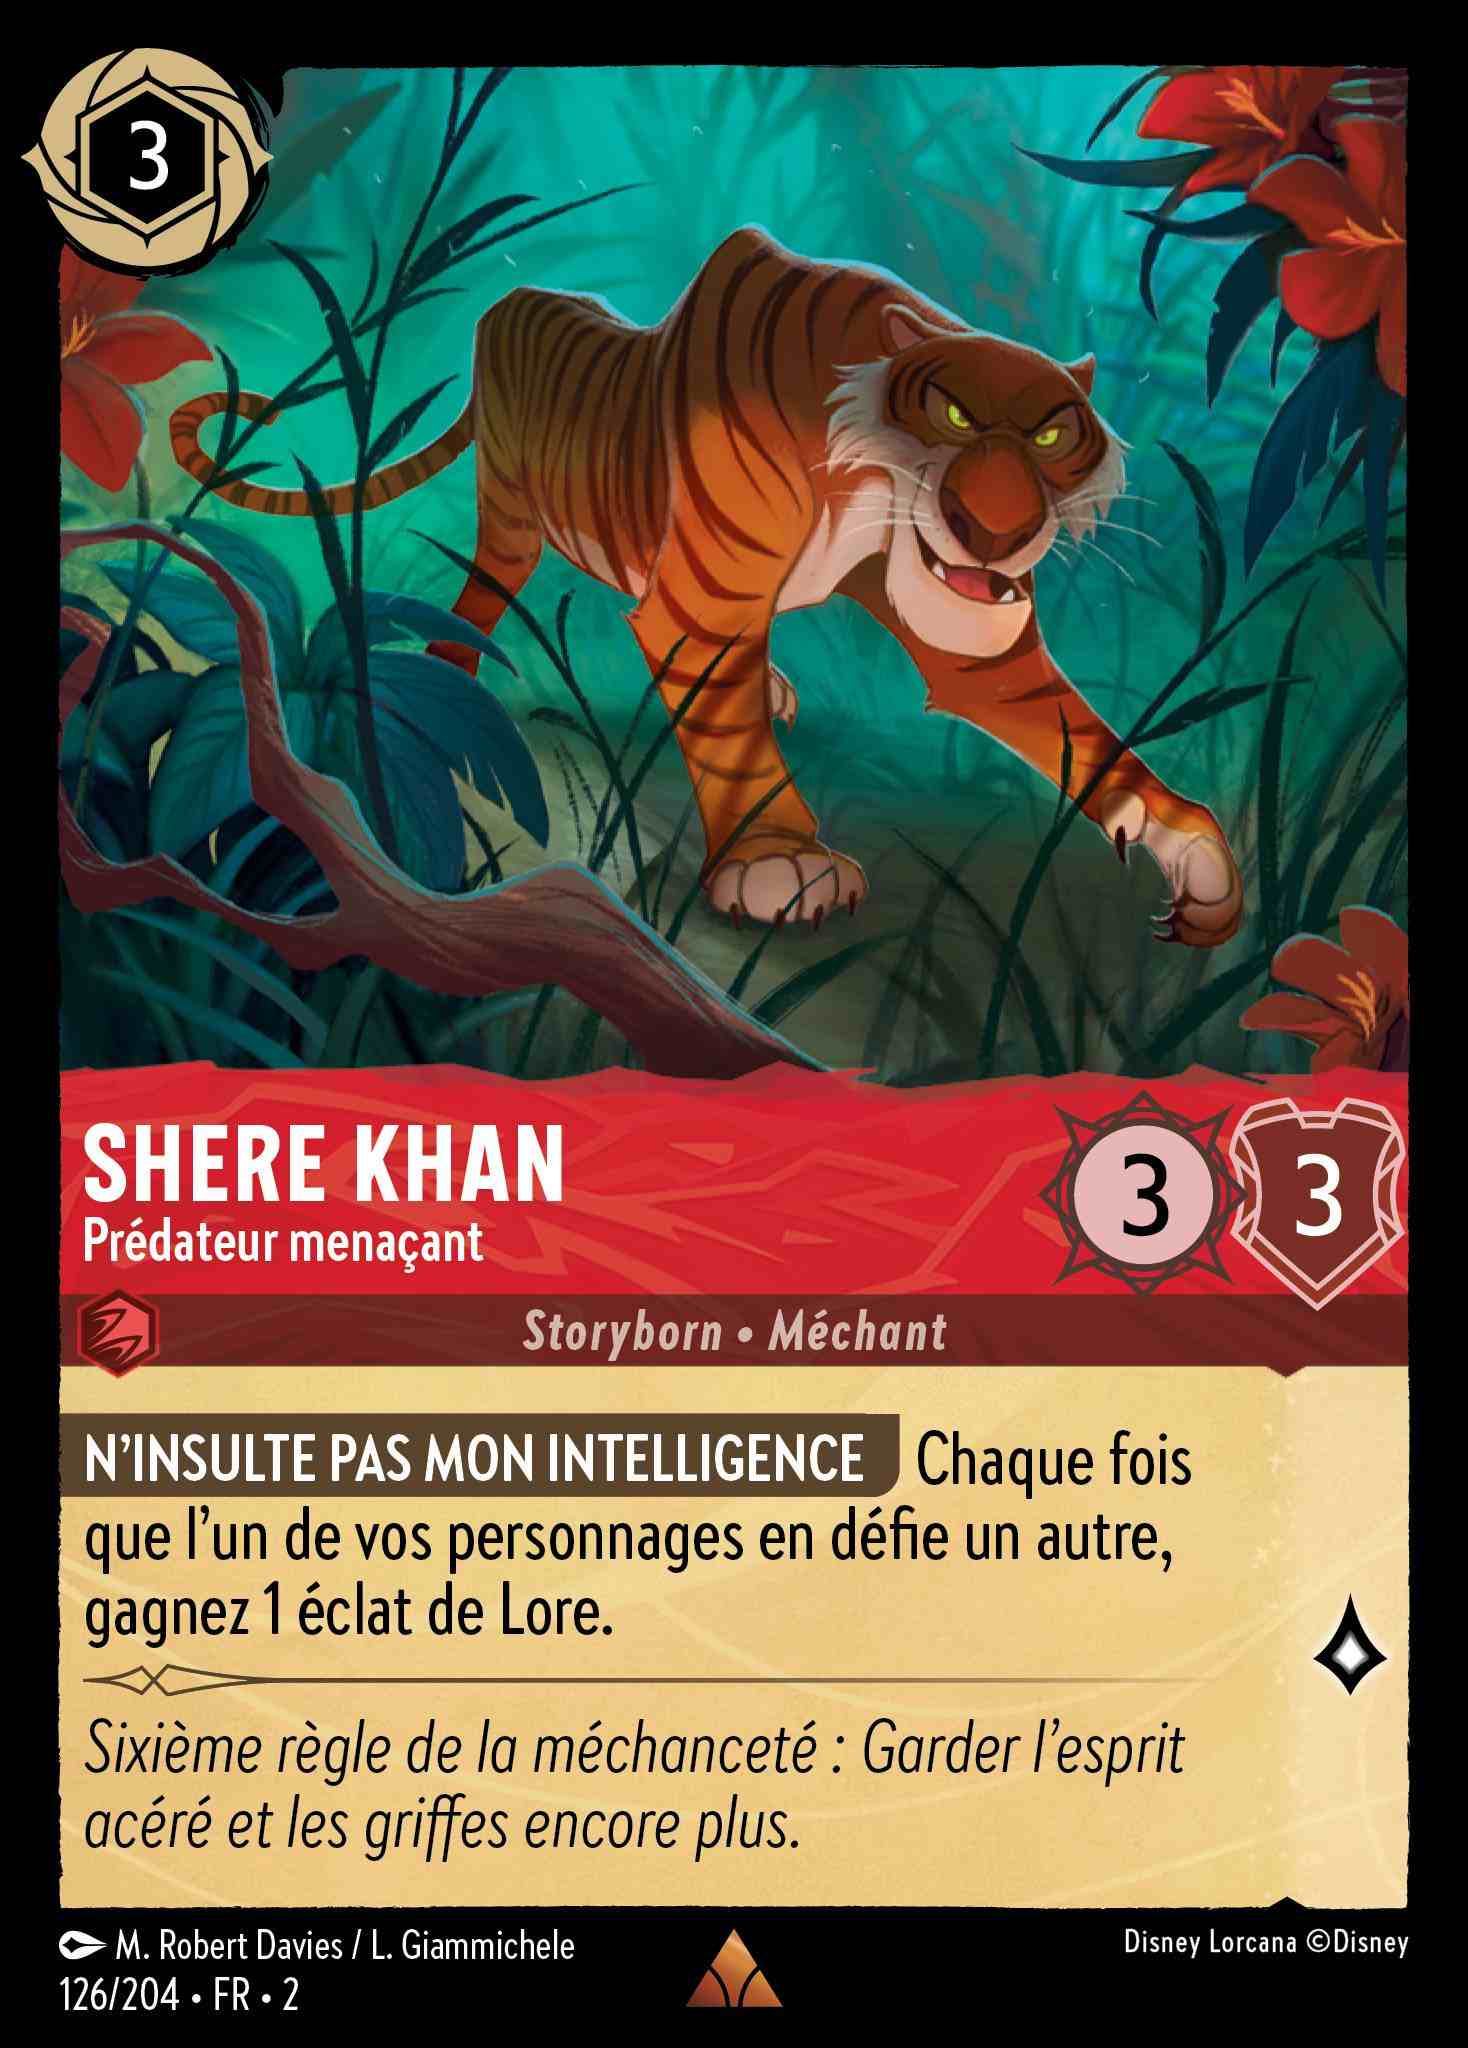 3
SHERE KHAN
Prédateur menaçant
3 3
Storyborn • Méchant
N’INSULTE PAS MON INTELLIGENCE Chaque fois
que l’un de vos personnages en défie un autre,
gagnez 1 éclat de Lore.
Sixième règle de la méchanceté : Garder l’esprit
acéré et les griffes encore plus.
M. Robert Davies / L. Giammichele
Disney Lorcana ©Disney
126/204 • FR • 2